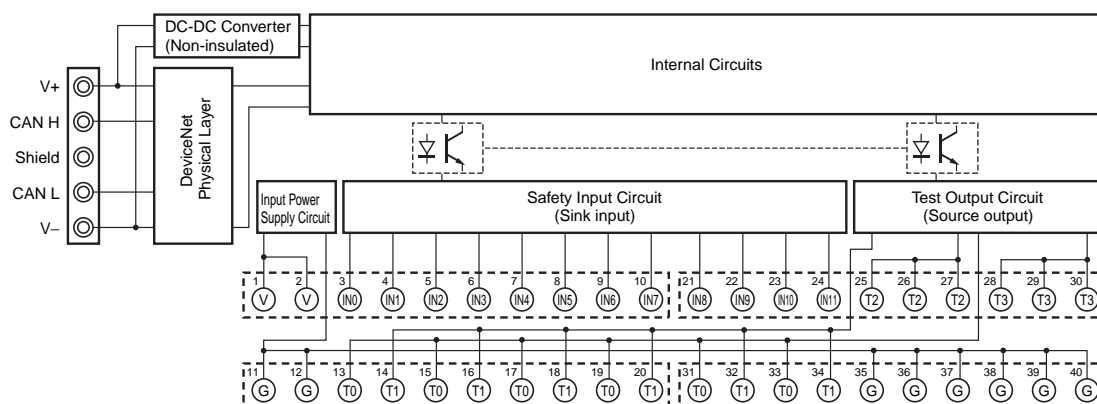 DC-DC Converter
(Non-insulated)
Internal Circuits
V+
CAN H
Shield
CAN L
V–
DeviceNet
Physical Layer
Input Power
Supply Circuit
Safety Input Circuit
(Sink input)
Test Output Circuit
(Source output)
1 2 3 4 5 6 7 8 9 10 21 22 23 24 25 26 27 28 29 30
V V IN0 IN1 IN2 IN3 IN4 IN5 IN6 IN7 IN8 IN9 IN10 IN11 T2 T2 T2 T3 T3 T3
11 12 13 14 15 16 17 18 19 20 31 32 33 34 35 36 37 38 39 40
G G T0 T1 T0 T1 T0 T1 T0 T1 T0 T1 T0 T1 G G G G G G